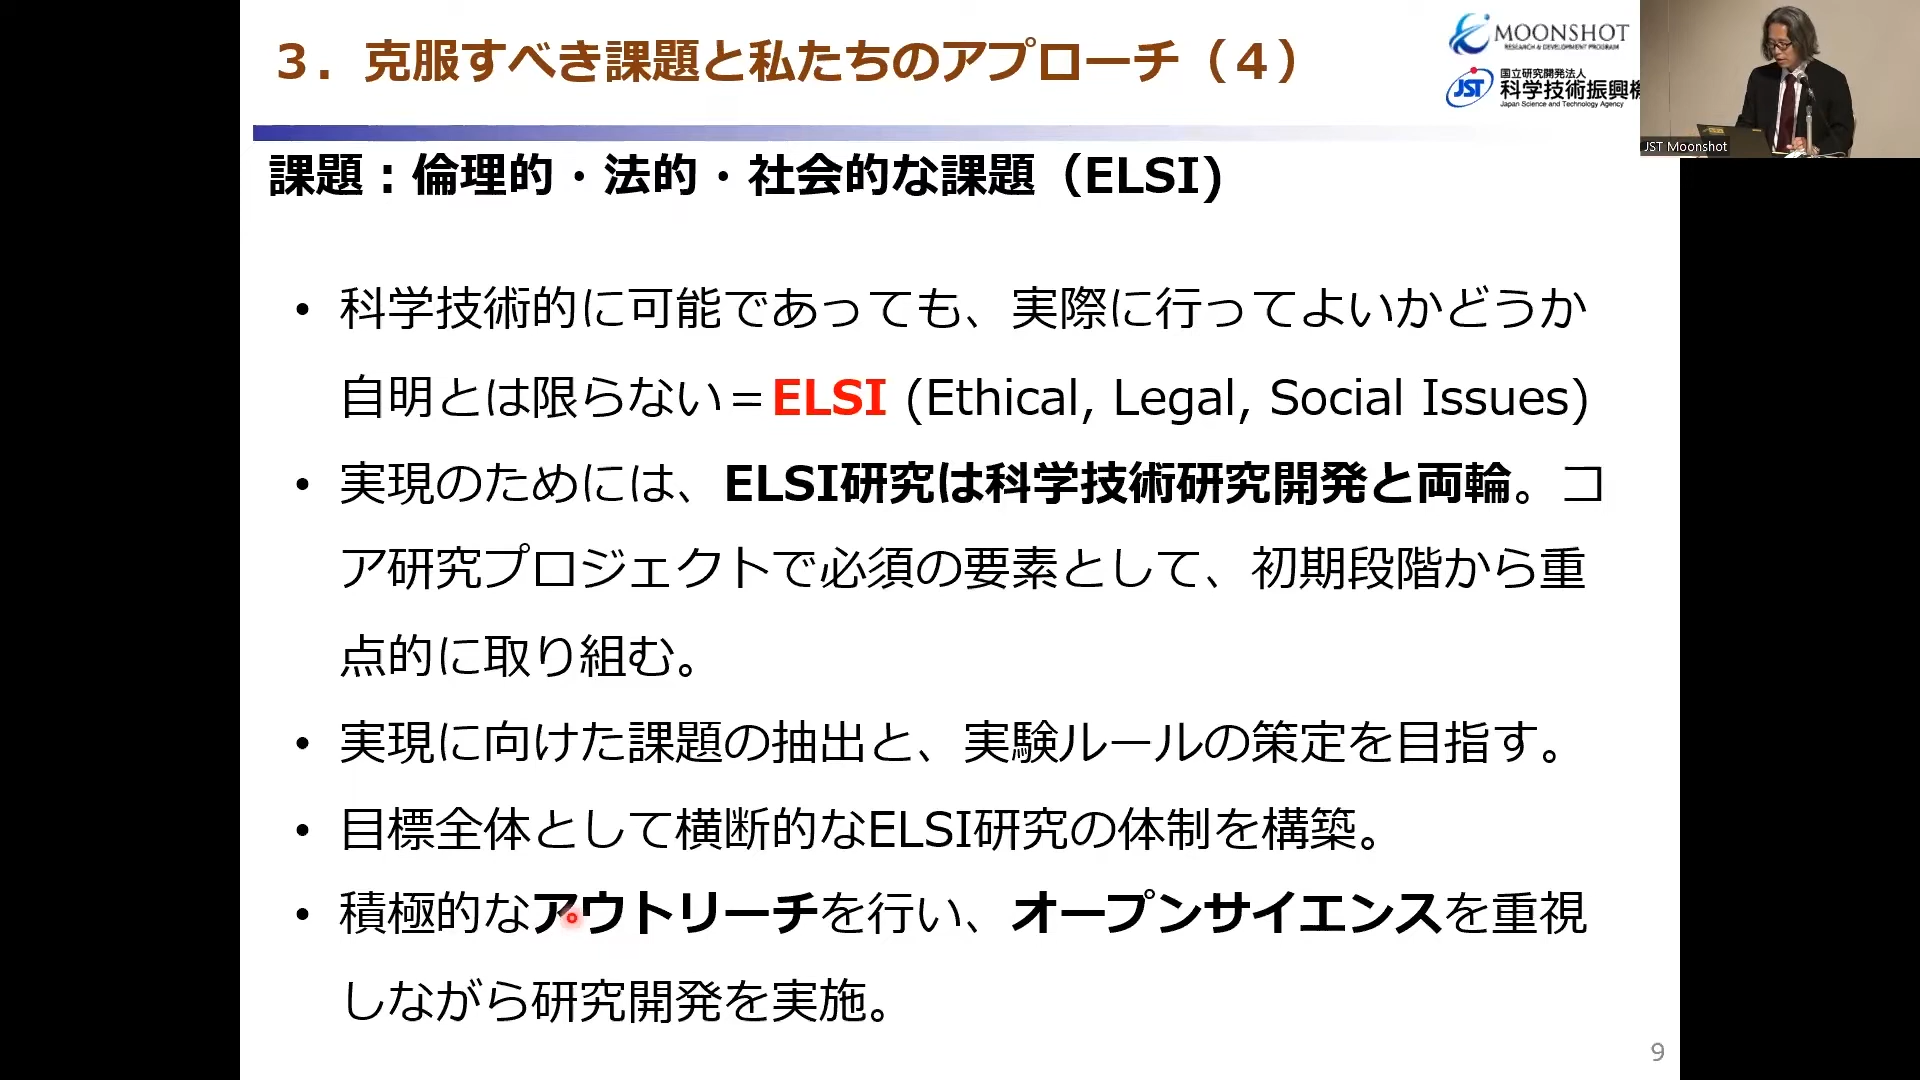 ３．克服すべき課題と私たちのアプローチ（４）
MOONSHOT
RESEARCH & DEVELOPMENT PROGRAM
JST
国立研究開発法人
科学技術振興機
Japan Science and Technology Agency
JST Moonshot
課題：倫理的・法的・社会的な課題（ELSI)
• 科学技術的に可能であっても、実際に行ってよいかどうか
自明とは限らない＝ELSI (Ethical, Legal, Social Issues)
• 実現のためには、ELSI研究は科学技術研究開発と両輪。コ
ア研究プロジェクトで必須の要素として、初期段階から重
点的に取り組む。
• 実現に向けた課題の抽出と、実験ルールの策定を目指す。
• 目標全体として横断的なELSI研究の体制を構築。
• 積極的なアウトリーチを行い、オープンサイエンスを重視
しながら研究開発を実施。
9